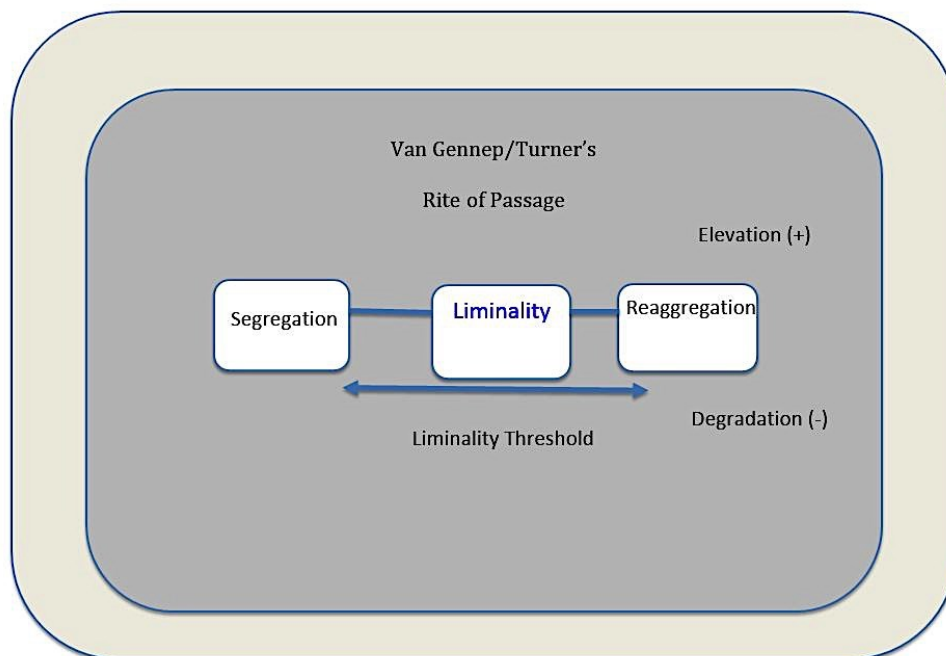 Van Gennep/Turner's
Rite of Passage
Elevation (+)
Segregation
Liminality
Reaggregation
Degradation (-)
Liminality Threshold